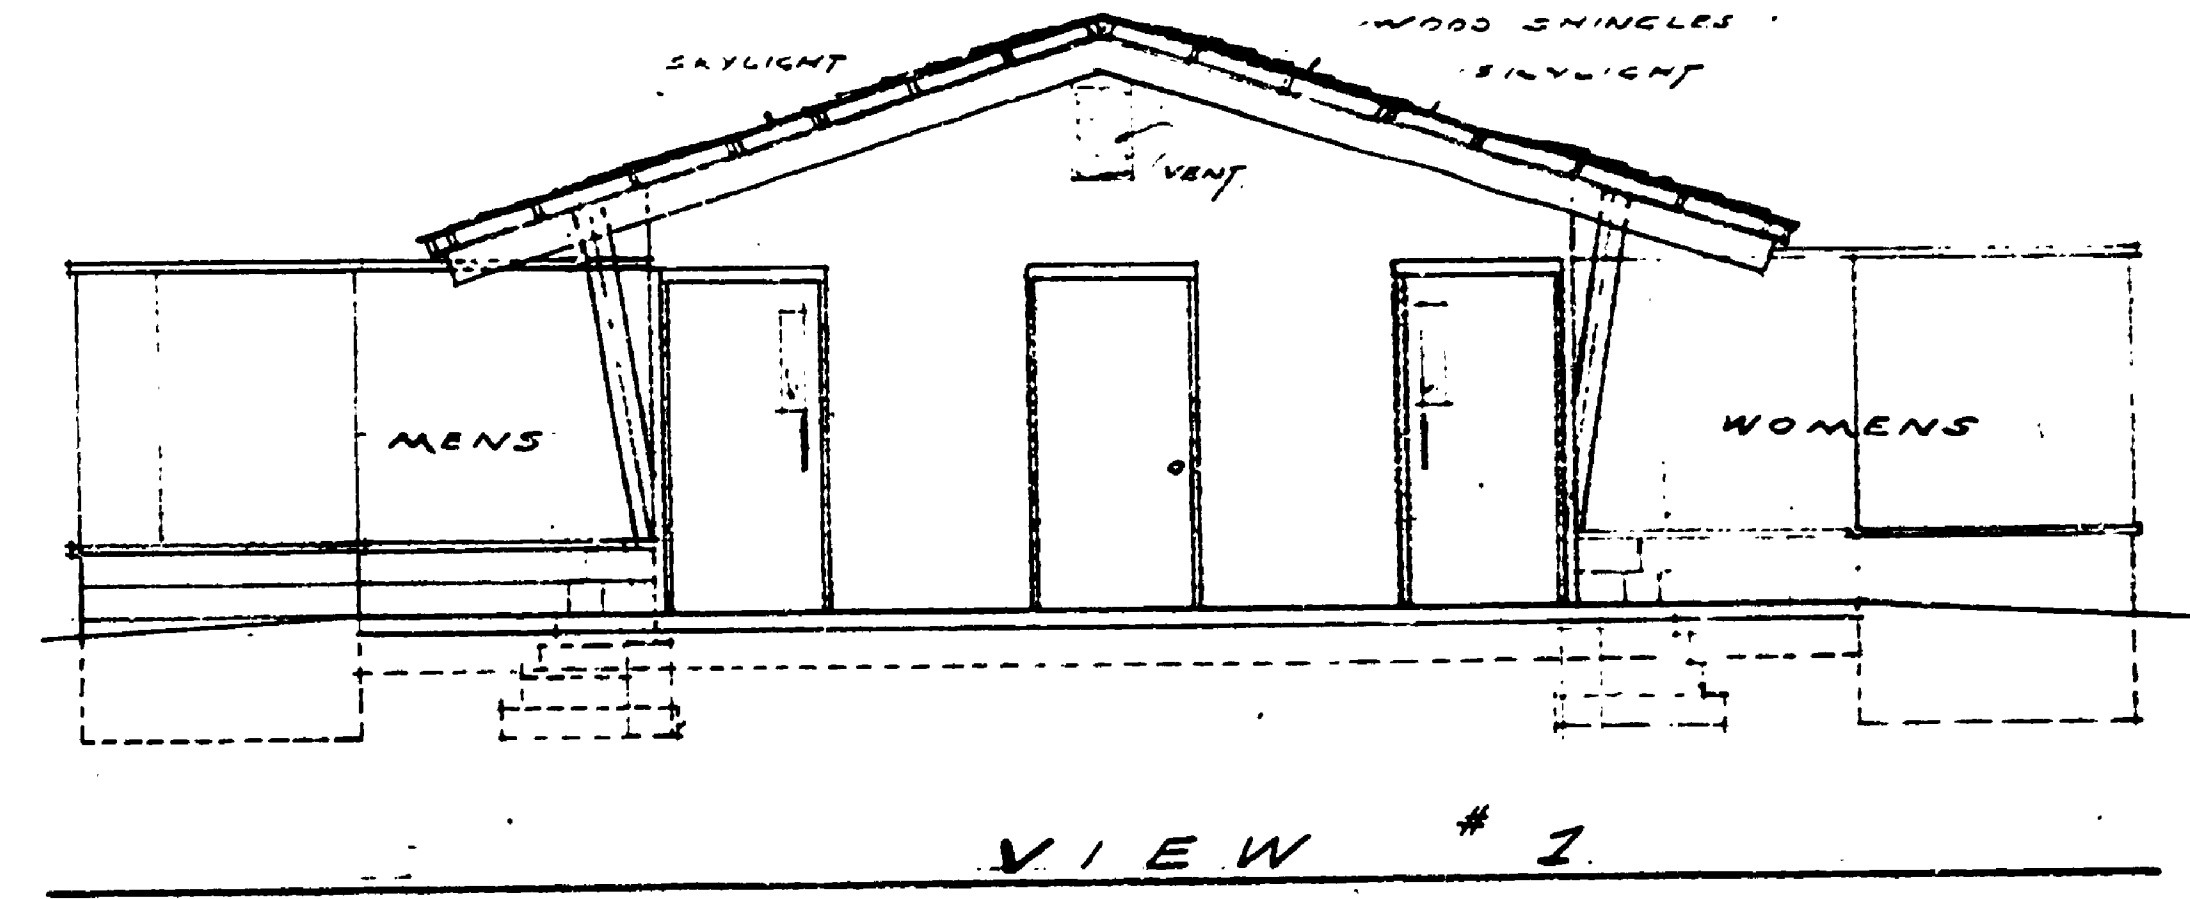 WOOD SHINGLES
SKYLIGHT
SKYLIGHT
VENT
MENS
WOMENS
VIEW # 1